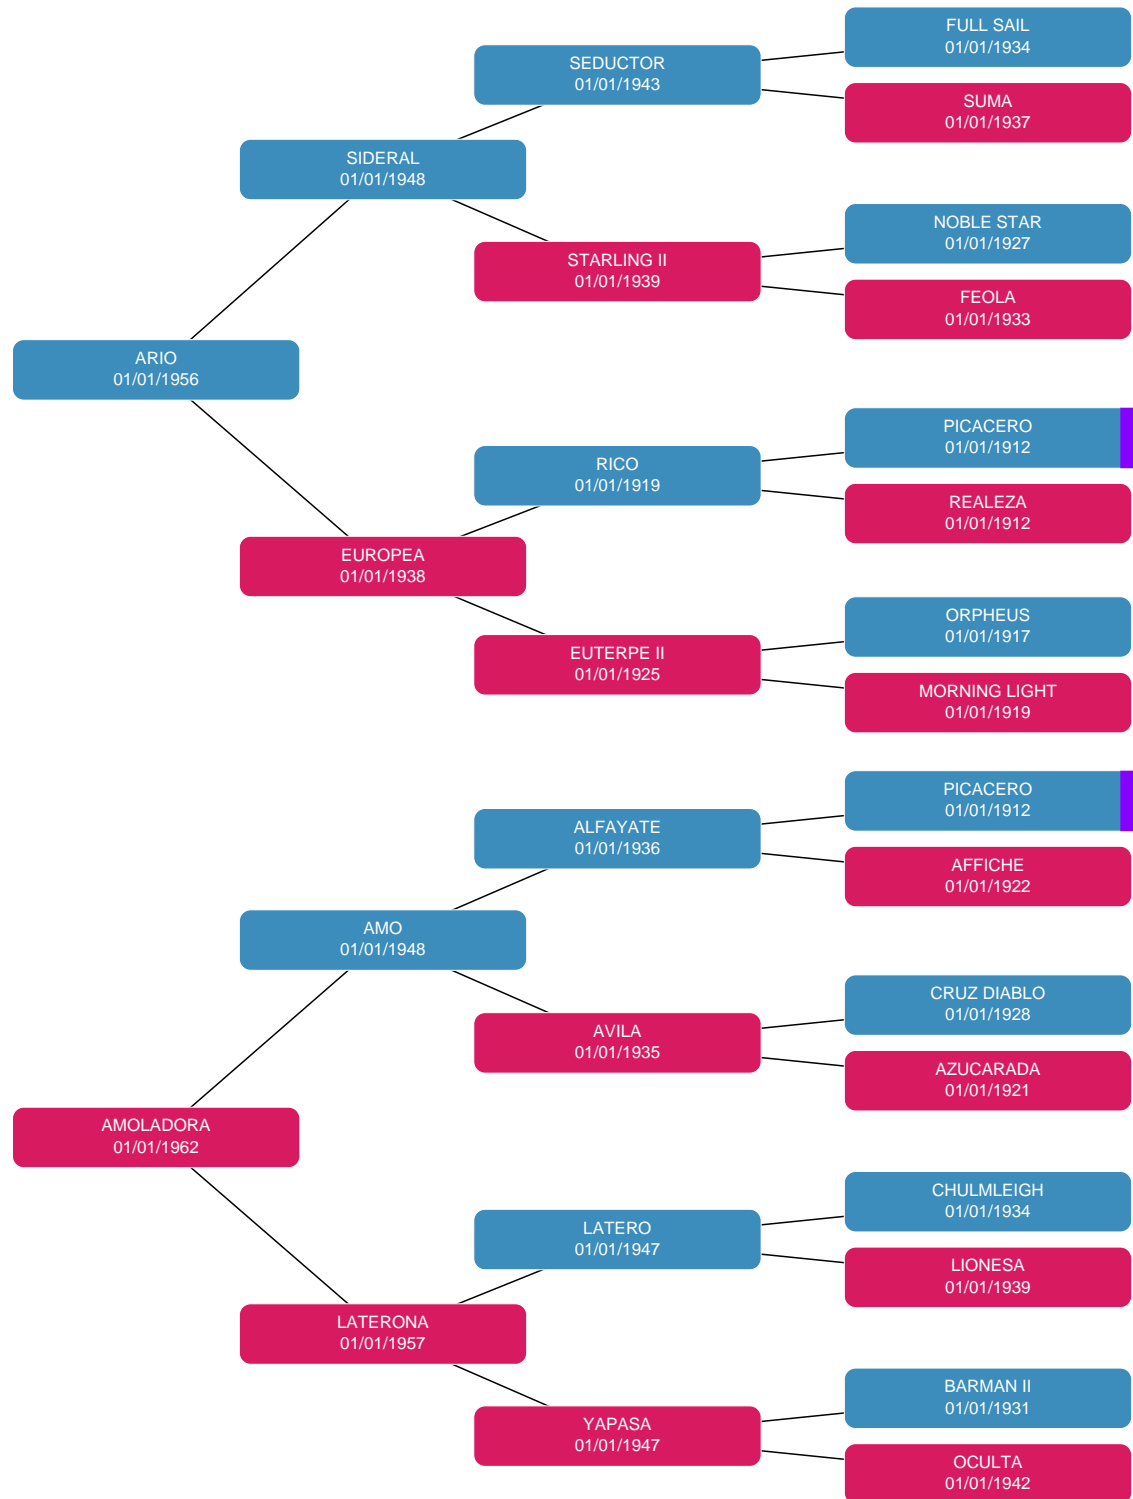 FULL SAIL
01/01/1934
SEDUCTOR
01/01/1943
SUMA
01/01/1937
SIDERAL
01/01/1948
NOBLE STAR
01/01/1927
STARLING II
01/01/1939
FEOLA
01/01/1933
ARIO
01/01/1956
PICACERO
01/01/1912
RICO
01/01/1919
REALEZA
01/01/1912
EUROPEA
01/01/1938
ORPHEUS
01/01/1917
EUTERPE II
01/01/1925
MORNING LIGHT
01/01/1919
PICACERO
01/01/1912
ALFAYATE
01/01/1936
AFFICHE
01/01/1922
AMO
01/01/1948
CRUZ DIABLO
01/01/1928
AVILA
01/01/1935
AZUCARADA
01/01/1921
AMOLADORA
01/01/1962
CHULMLEIGH
01/01/1934
LATERO
01/01/1947
LIONESA
01/01/1939
LATERONA
01/01/1957
BARMAN II
01/01/1931
YAPASA
01/01/1947
OCULTA
01/01/1942